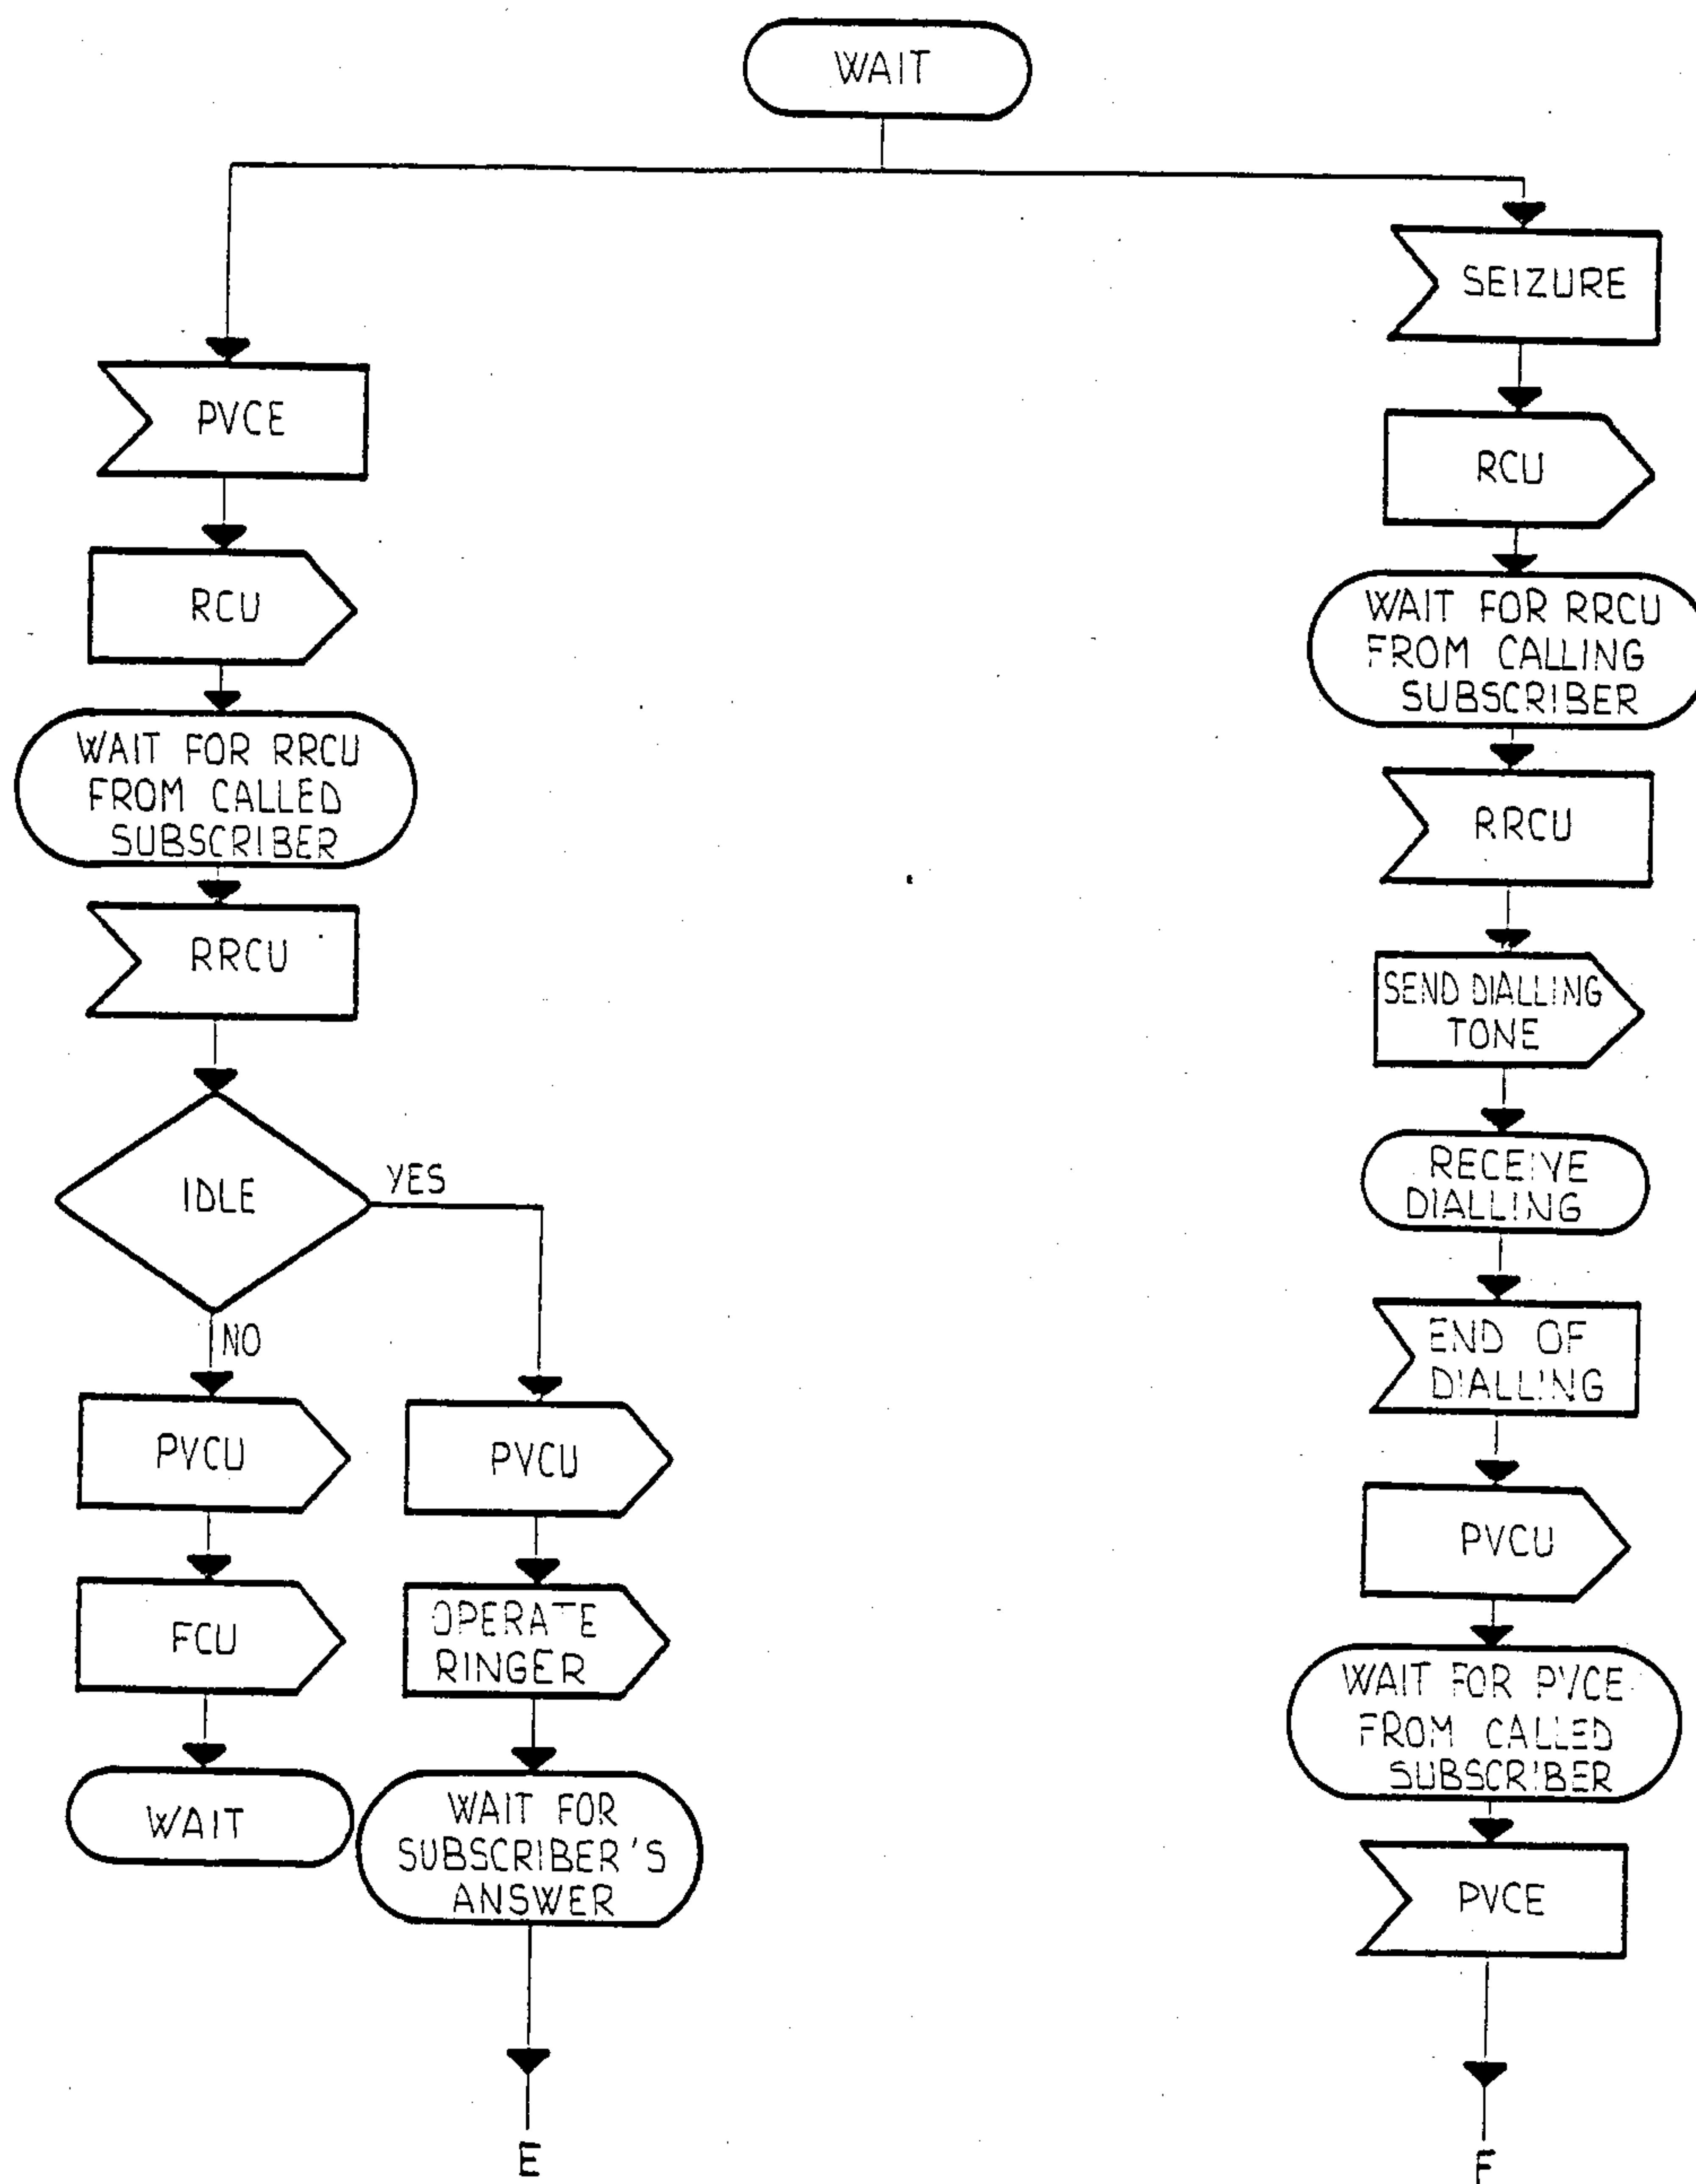 WAIT
PVCE
RCU
WAIT FOR RRCU
FROM CALLED
SUBSCRIBER
RRCU
IDLE
YES
NO
PVCU
FCU
WAIT
PVCU
OPERATE
RINGER
WAIT FOR
SUBSCRIBER'S
ANSWER
E
SEIZURE
RCU
WAIT FOR RRCU
FROM CALLING
SUBSCRIBER
RRCU
SEND DIALLING
TONE
RECEIVE
DIALLING
END OF
DIALLING
PVCU
WAIT FOR PVCE
FROM CALLED
SUBSCRIBER
PVCE
F